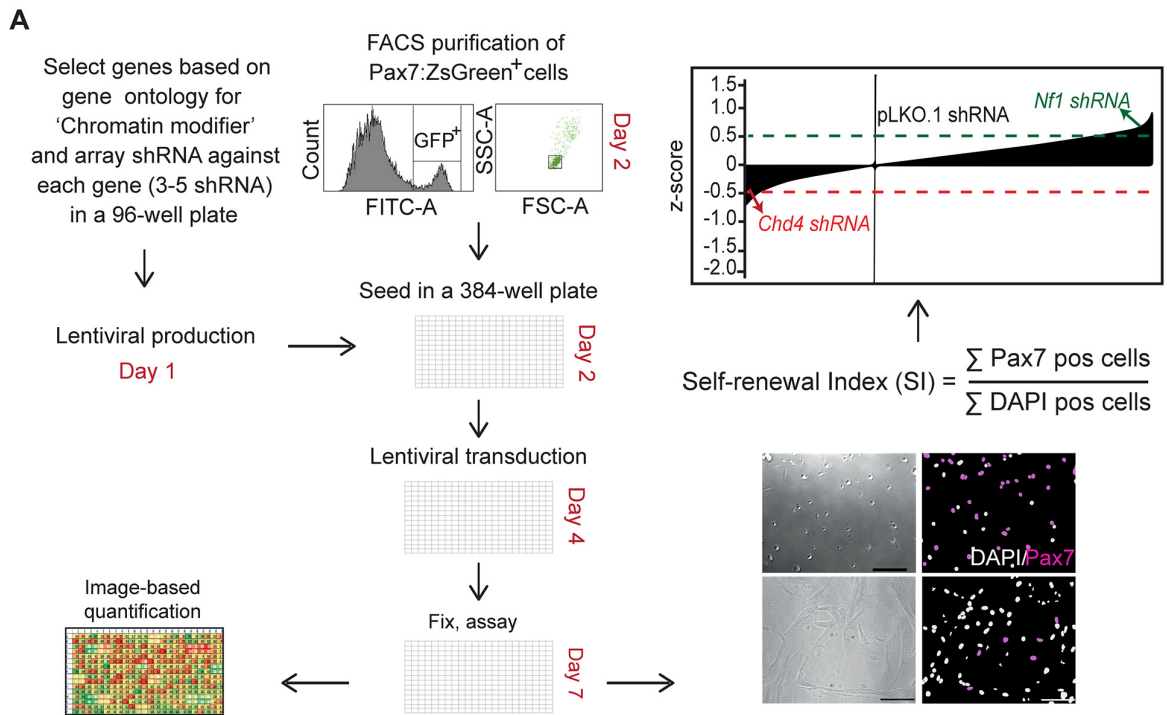 A
Select genes based on
gene ontology for
‘Chromatin modifier’
and array shRNA against
each gene (3-5 shRNA)
in a 96-well plate
Lentiviral production
Day 1
FACS purification of
Pax7:ZsGreen+ cells
Count
GFP+
FITC-A
SSC-A
FSC-A
Day 2
Seed in a 384-well plate
Day 2
Lentiviral transduction
Day 4
Fix, assay
Day 7
Image-based
quantification
z-score
1.5
1.0
0.5
0
-0.5
-1.0
-1.5
-2.0
pLKO.1 shRNA
Nf1 shRNA
Chd4 shRNA
Self-renewal Index (SI) = ∑ Pax7 pos cells
∑ DAPI pos cells
DAPI/Pax7